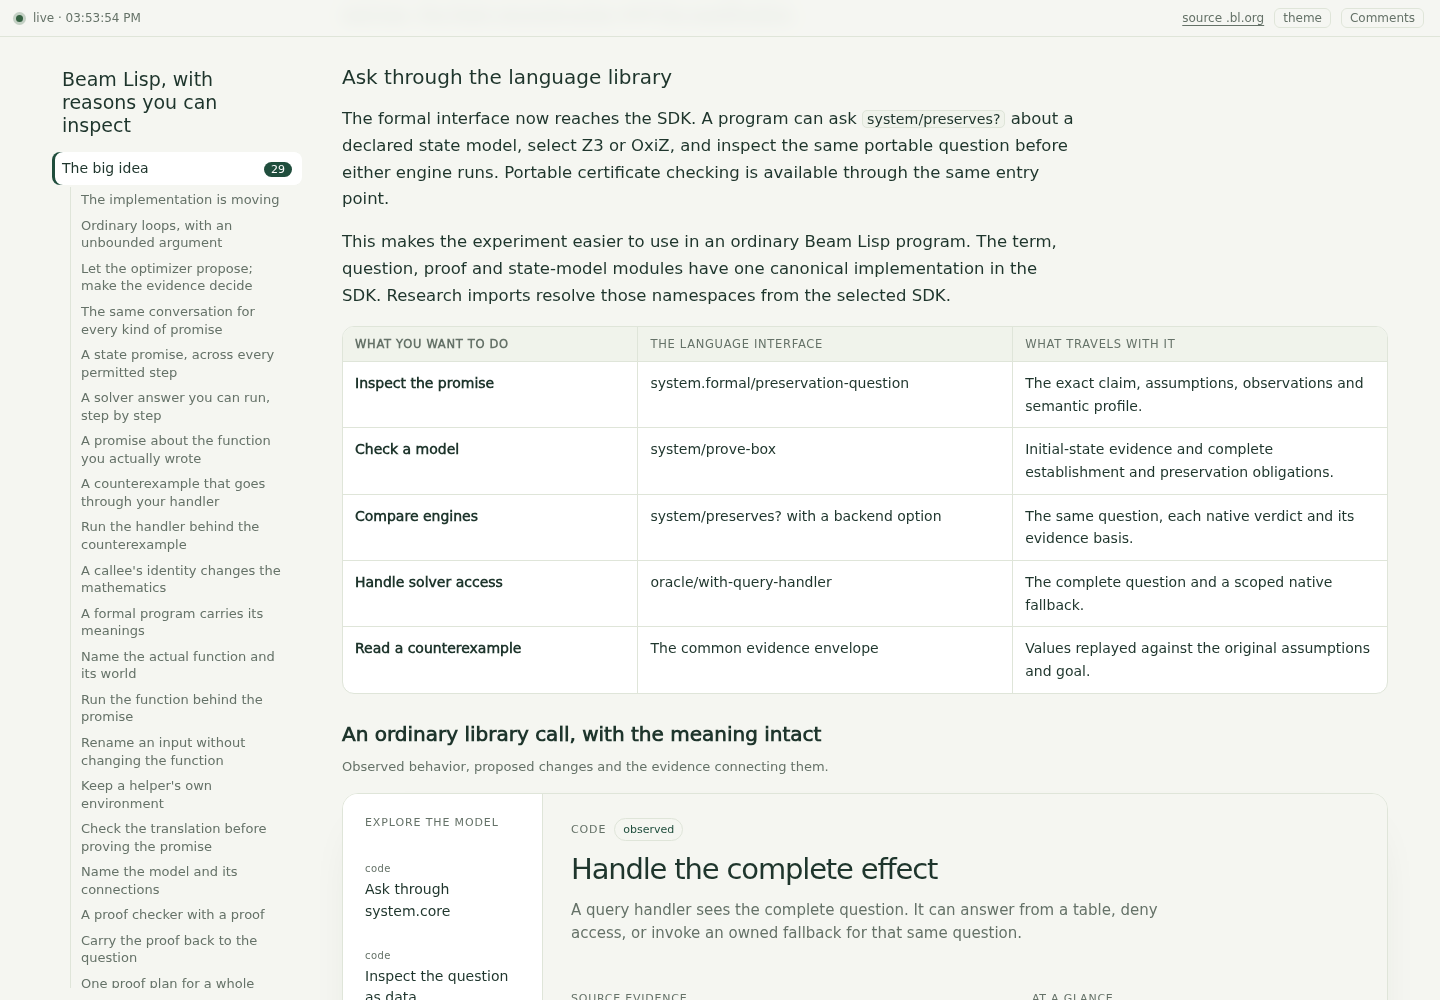 live · 03:53:54 PM
source .bl.org
theme
Comments
Beam Lisp, with
reasons you can
inspect
The big idea
29
The implementation is moving
Ordinary loops, with an
unbounded argument
Let the optimizer propose;
make the evidence decide
The same conversation for
every kind of promise
A state promise, across every
permitted step
A solver answer you can run,
step by step
A promise about the function
you actually wrote
A counterexample that goes
through your handler
Run the handler behind the
counterexample
A callee's identity changes the
mathematics
A formal program carries its
meanings
Name the actual function and
its world
Run the function behind the
promise
Rename an input without
changing the function
Keep a helper's own
environment
Check the translation before
proving the promise
Name the model and its
connections
A proof checker with a proof
Carry the proof back to the
question
One proof plan for a whole
Ask through the language library
The formal interface now reaches the SDK. A program can ask system/preserves? about a
declared state model, select Z3 or OxiZ, and inspect the same portable question before
either engine runs. Portable certificate checking is available through the same entry
point.
This makes the experiment easier to use in an ordinary Beam Lisp program. The term,
question, proof and state-model modules have one canonical implementation in the
SDK. Research imports resolve those namespaces from the selected SDK.
WHAT YOU WANT TO DO
THE LANGUAGE INTERFACE
WHAT TRAVELS WITH IT
Inspect the promise
system.formal/preservation-question
The exact claim, assumptions, observations and
semantic profile.
Check a model
system/prove-box
Initial-state evidence and complete
establishment and preservation obligations.
Compare engines
system/preserves? with a backend option
The same question, each native verdict and its
evidence basis.
Handle solver access
oracle/with-query-handler
The complete question and a scoped native
fallback.
Read a counterexample
The common evidence envelope
Values replayed against the original assumptions
and goal.
An ordinary library call, with the meaning intact
Observed behavior, proposed changes and the evidence connecting them.
EXPLORE THE MODEL
code
Ask through
system.core
code
Inspect the question
as data
CODE
observed
Handle the complete effect
A query handler sees the complete question. It can answer from a table, deny
access, or invoke an owned fallback for that same question.
SOURCE EVIDENCE
AT A GLANCE